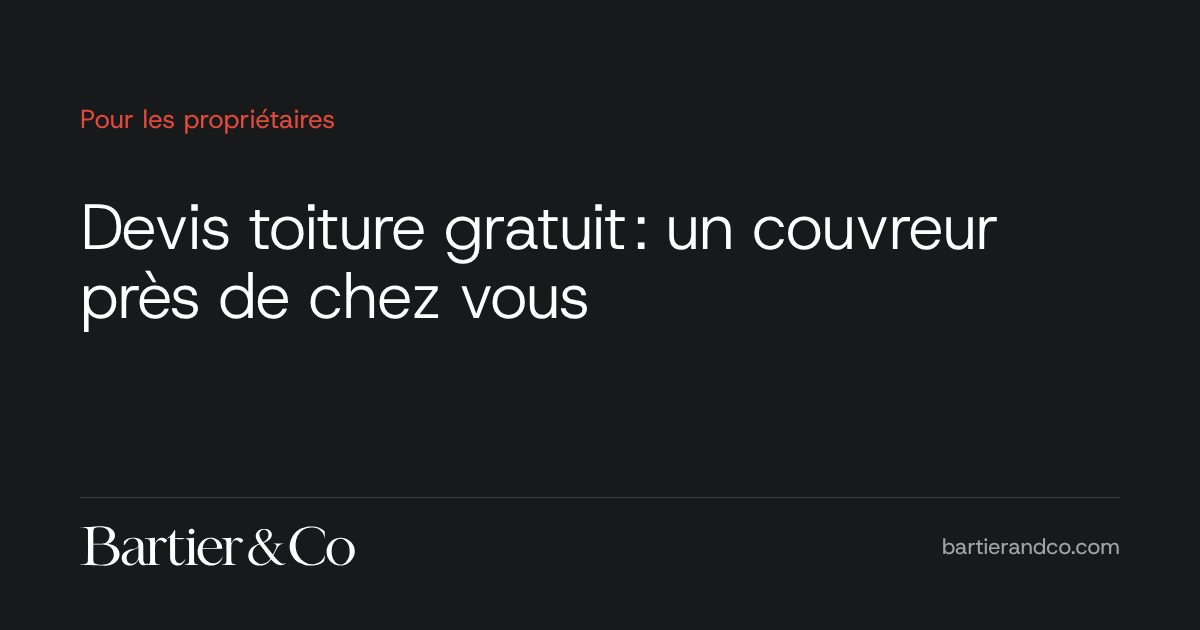 Pour les propriétaires
Devis toiture gratuit : un couvreur
près de chez vous
Bartier & Co
bartierandco.com